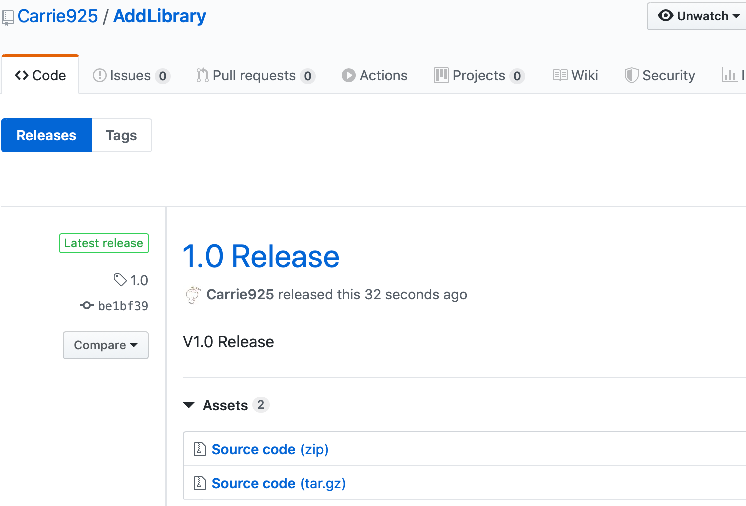 Carrie925 / AddLibrary
Unwatch
Code
Issues 0
Pull requests 0
Actions
Projects 0
Wiki
Security
Releases
Tags
Latest release
1.0
be1bf39
Compare
1.0 Release
Carrie925 released this 32 seconds ago
V1.0 Release
Assets 2
Source code (zip)
Source code (tar.gz)